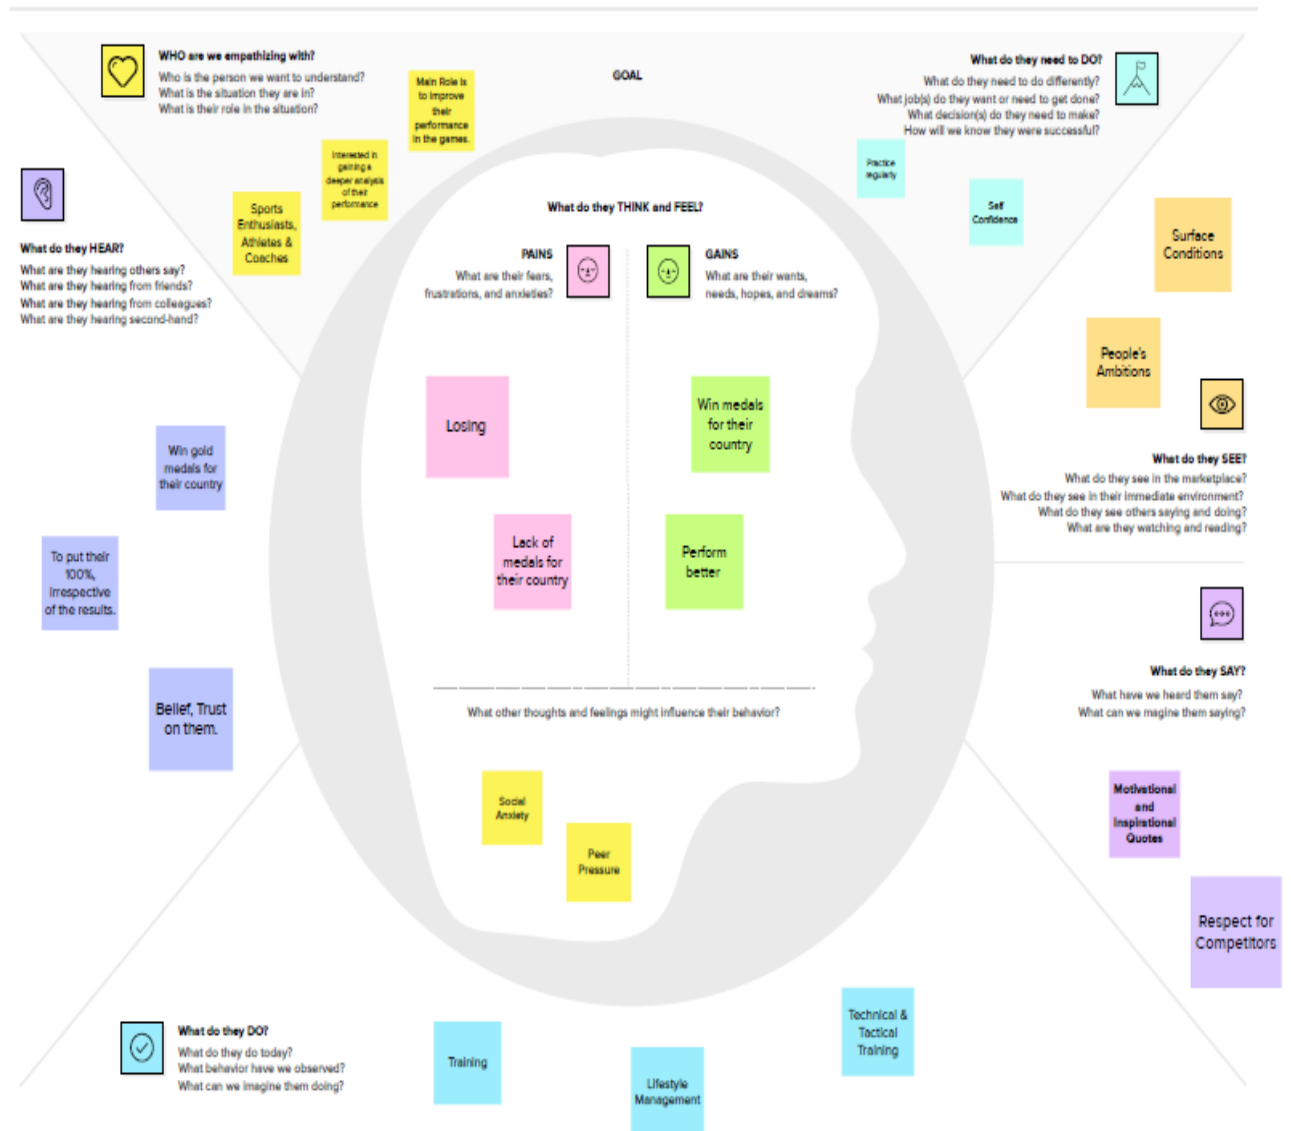 WHO are we empathizing with?
Who is the person we want to understand?
What is the situation they are in?
What is their role in the situation?
Main Role is
to improve
their
performance
in the games.
Interested in
gaining a
deeper analysis
of their
performance
Sports
Enthusiasts,
Athletes &
Coaches
GOAL
What do they need to DO?
What do they need to do differently?
What job(s) do they want or need to get done?
What decision(s) do they need to make?
How will we know they were successful?
Practice
regularly
Self
Confidence
What do they HEAR?
What are they hearing others say?
What are they hearing from friends?
What are they hearing from colleagues?
What are they hearing second-hand?
Win gold
medals for
their country
To put their
100%,
irrespective
of the results.
Belief, Trust
on them.
What do they THINK and FEEL?
PAINS
What are their fears,
frustrations, and anxieties?
GAINS
What are their wants,
needs, hopes, and dreams?
Losing
Lack of
medals for
their country
Win medals
for their
country
Perform
better
What other thoughts and feelings might influence their behavior?
Social
Anxiety
Peer
Pressure
Surface
Conditions
People's
Ambitions
What do they SEE?
What do they see in the marketplace?
What do they see in their immediate environment?
What do they see others saying and doing?
What are they watching and reading?
What do they SAY?
What have we heard them say?
What can we magine them saying?
Motivational
and
Inspirational
Quotes
Respect for
Competitors
What do they DO?
What do they do today?
What behavior have we observed?
What can we imagine them doing?
Training
Lifestyle
Management
Technical &
Tactical
Training